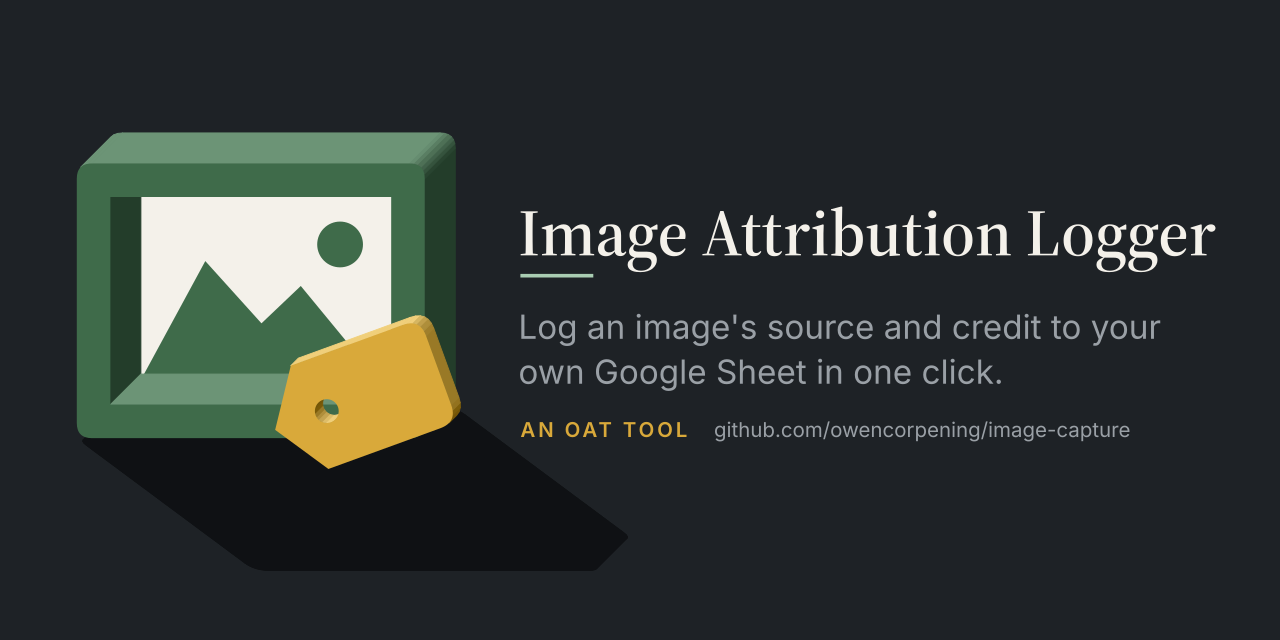 Image Attribution Logger
Log an image's source and credit to your
own Google Sheet in one click.
AN OAT TOOL github.com/owencorpening/image-capture